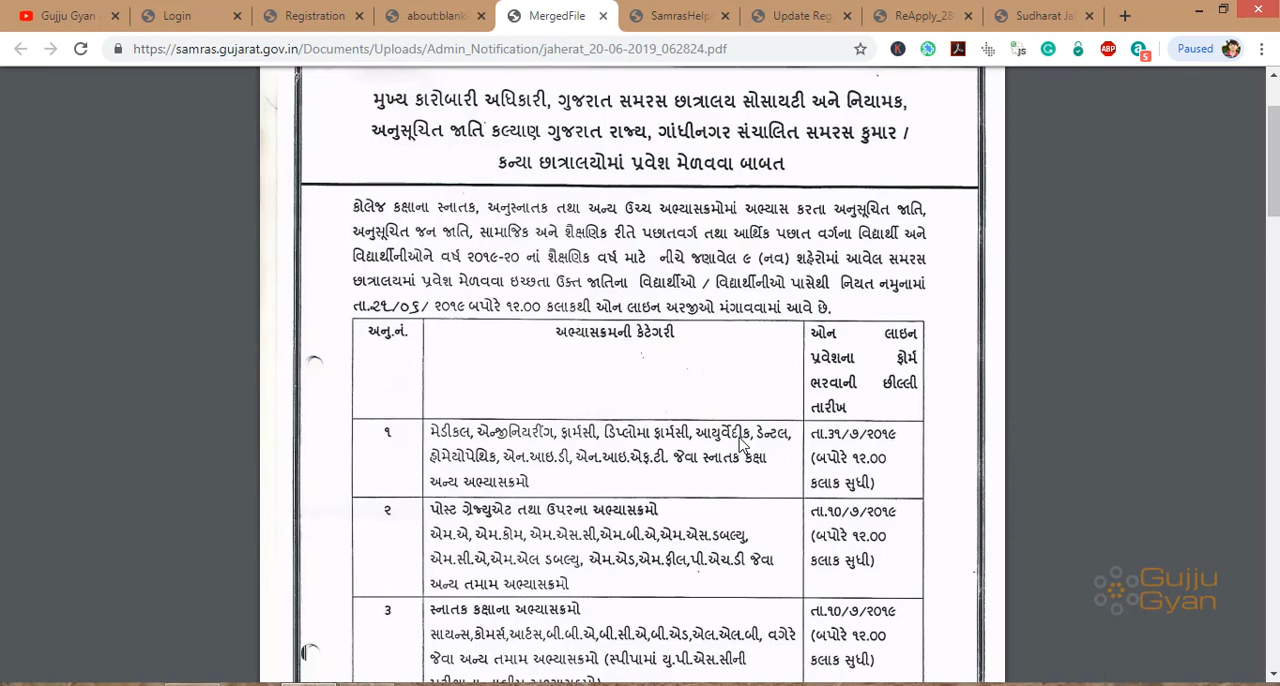 Gujju Gyan
Login
Registration
about:blank
MergedFile
SamrasHelp
Update Reg
ReApply_28
Sudharat Ja
https://samras.gujarat.gov.in/Documents/Uploads/Admin_Notification/jaherat_20-06-2019_062824.pdf
Paused
મુખ્ય કારોબારી અધિકારી, ગુજરાત સમરસ છાત્રાલય સોસાયટી અને નિયામક,
અનુસૂચિત જાતિ કલ્યાણ ગુજરાત રાજ્ય, ગાંધીનગર સંચાલિત સમરસ કુમાર /
કન્યા છાત્રાલયોમાં પ્રવેશ મેળવવા બાબત
કોલેજ કક્ષાના સ્નાતક, અનુસ્નાતક તથા અન્ય ઉચ્ચ અભ્યાસક્રમોમાં અભ્યાસ કરતા અનુસૂચિત જાતિ,
અનુસૂચિત જન જાતિ, સામાજિક અને શૈક્ષણિક રીતે પછાતવર્ગ તથા આર્થિક પછાત વર્ગના વિદ્યાર્થી અને
વિદ્યાર્થીનીઓને વર્ષ ૨૦૧૯-૨૦ નાં શૈક્ષણિક વર્ષ માટે નીચે જણાવેલ ૯ (નવ) શહેરોમાં આવેલ સમરસ
છાત્રાલયમાં પ્રવેશ મેળવવા ઇચ્છતા ઉક્ત જાતિના વિદ્યાર્થીઓ / વિદ્યાર્થીનીઓ પાસેથી નિયત નમુનામાં
તા.૨૧/૦૬/ ૨૦૧૯ બપોરે ૧૨.00 કલાકથી ઓન લાઇન અરજીઓ મંગાવવામાં આવે છે.
અનુ.નં.
અભ્યાસક્રમની કેટેગરી
ઓન લાઇન
પ્રવેશના ફોર્મ
ભરવાની છીલ્લી
તારીખ
૧
મેડીકલ, એન્જીનિયરીંગ, ફાર્મસી, ડિપ્લોમા ફાર્મસી, આયુર્વેદીક, ડેન્ટલ,
હોમેયોપેથિક, એન.આઇ.ડી, એન.આઇ.એફ.ટી. જેવા સ્નાતક કક્ષા
અન્ય અભ્યાસક્રમો
તા.૩૧/૭/૨૦૧૯
(બપોરે ૧૨.00
કલાક સુધી)
૨
પોસ્ટ ગ્રેજ્યુએટ તથા ઉપરના અભ્યાસક્રમો
એમ.એ, એમ.કોમ, એમ.એસ.સી,એમ.બી.એ,એમ.એસ.ડબલ્યુ,
એમ.સી.એ,એમ.એલ ડબલ્યુ, એમ.એડ,એમ.ફીલ,પી.એચ.ડી જેવા
અન્ય તમામ અભ્યાસક્રમો
તા.૧૦/૭/૨૦૧૯
(બપોરે ૧૨.00
કલાક સુધી)
3
સ્નાતક કક્ષાના અભ્યાસક્રમો
સાયન્સ,કોમર્સ,આર્ટસ,બી.બી.એ,બી.સી.એ,બી.એડ,એલ.એલ.બી, વગેરે
જેવા અન્ય તમામ અભ્યાસક્રમો (સ્પીપામાં યુ.પી.એસ.સીની
તા.૧૦/૭/૨૦૧૯
(બપોરે ૧૨.00
કલાક સુધી)
Gujju
Gyan